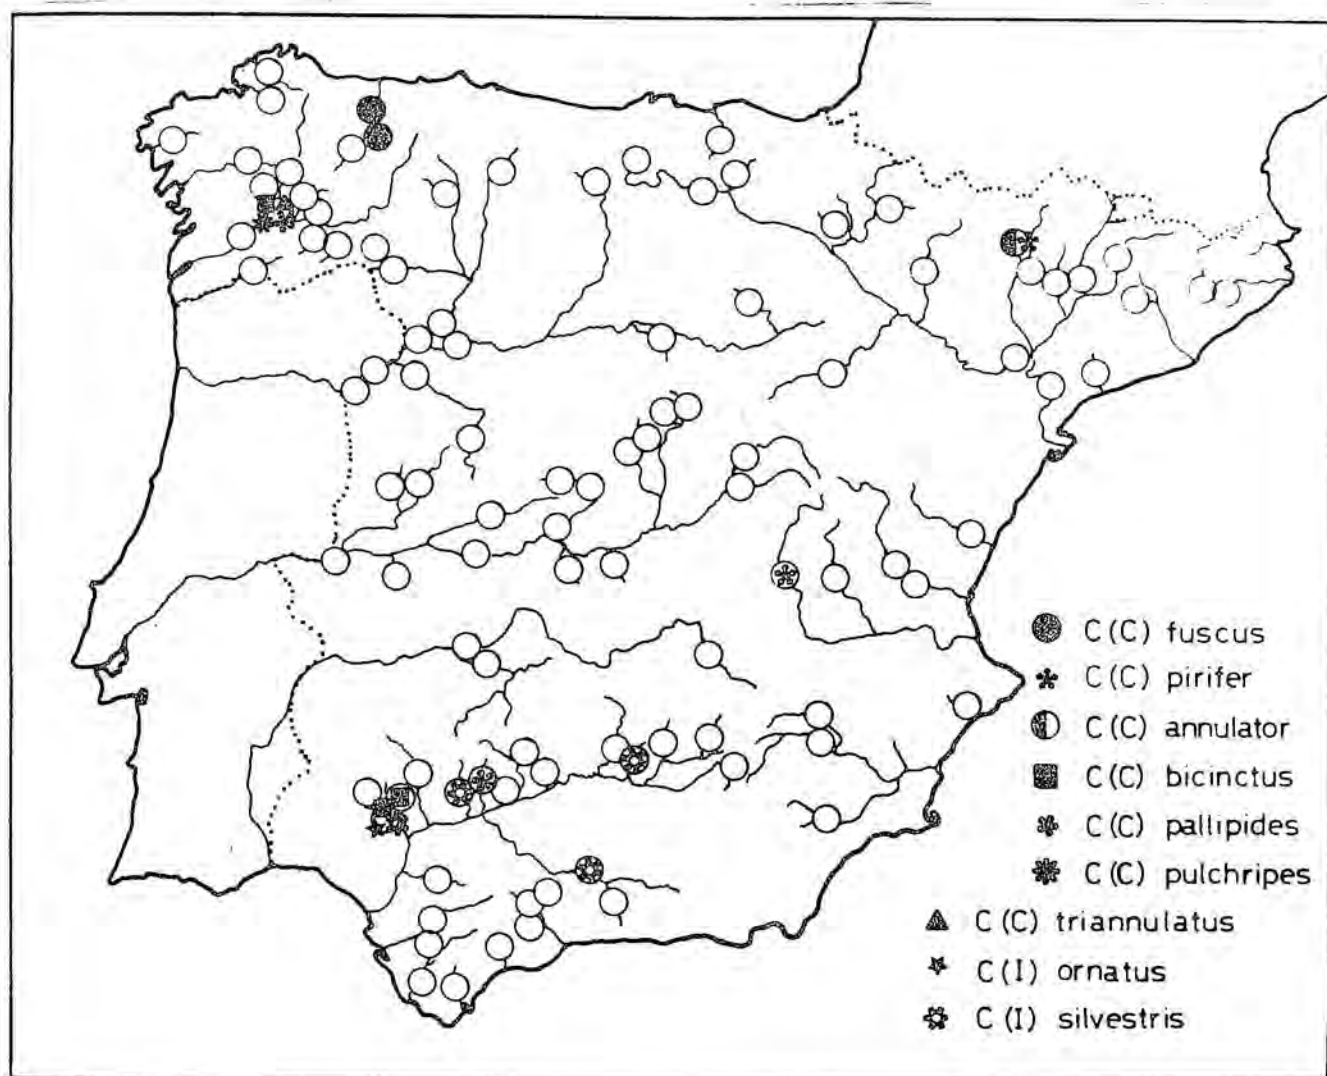 C (C) fuscus
C (C) pirifer
C (C) annulator
C (C) bicinctus
C (C) pallipides
C (C) pulchripes
C (C) triannulatus
C (I) ornatus
C (I) silvestris